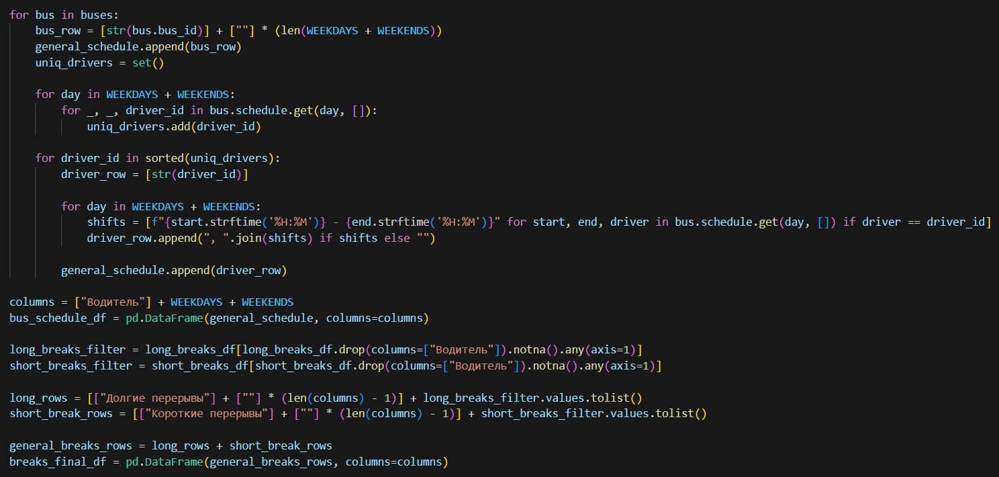 for bus in buses:
    bus_row = [str(bus.bus_id)] + [""] * (len(WEEKDAYS + WEEKENDS))
    general_schedule.append(bus_row)
    uniq_drivers = set()

    for day in WEEKDAYS + WEEKENDS:
        for _, _, driver_id in bus.schedule.get(day, []):
            uniq_drivers.add(driver_id)

    for driver_id in sorted(uniq_drivers):
        driver_row = [str(driver_id)]

        for day in WEEKDAYS + WEEKENDS:
            shifts = [f"{start.strftime('%H:%M')} - {end.strftime('%H:%M')}" for start, end, driver in bus.schedule.get(day, []) if driver == driver_id]
            driver_row.append(", ".join(shifts) if shifts else "")

        general_schedule.append(driver_row)

columns = ["Водитель"] + WEEKDAYS + WEEKENDS
bus_schedule_df = pd.DataFrame(general_schedule, columns=columns)

long_breaks_filter = long_breaks_df[long_breaks_df.drop(columns=["Водитель"]).notna().any(axis=1)]
short_breaks_filter = short_breaks_df[short_breaks_df.drop(columns=["Водитель"]).notna().any(axis=1)]

long_rows = [["Долгие перерывы"] + [""] * (len(columns) - 1)] + long_breaks_filter.values.tolist()
short_break_rows = [["Короткие перерывы"] + [""] * (len(columns) - 1)] + short_breaks_filter.values.tolist()

general_breaks_rows = long_rows + short_break_rows
breaks_final_df = pd.DataFrame(general_breaks_rows, columns=columns)